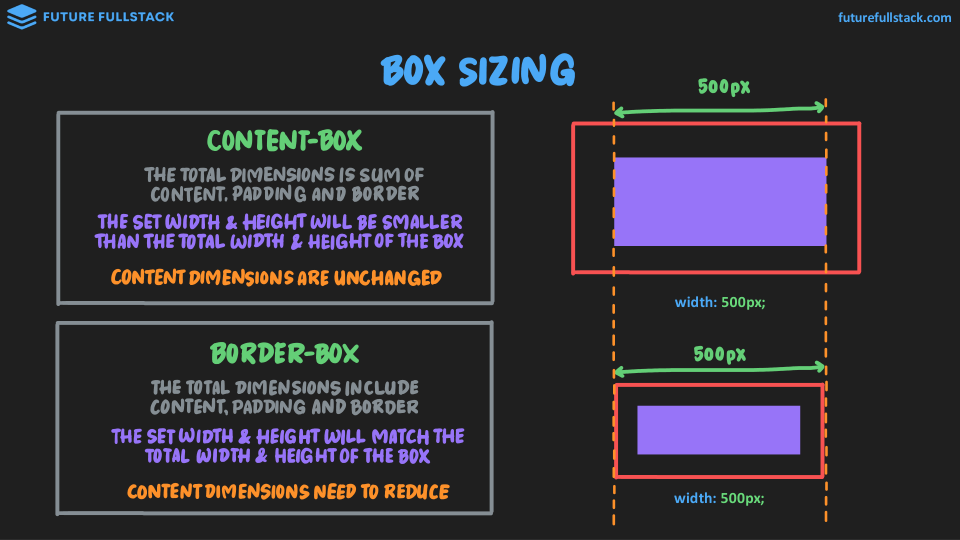 FUTURE FULLSTACK
futurefullstack.com
BOX SIZING
500px
CONTENT-BOX
THE TOTAL DIMENSIONS IS SUM OF
CONTENT, PADDING AND BORDER
THE SET WIDTH & HEIGHT WILL BE SMALLER
THAN THE TOTAL WIDTH & HEIGHT OF THE BOX
CONTENT DIMENSIONS ARE UNCHANGED
width: 500px;
BORDER-BOX
THE TOTAL DIMENSIONS INCLUDE
CONTENT, PADDING AND BORDER
THE SET WIDTH & HEIGHT WILL MATCH THE
TOTAL WIDTH & HEIGHT OF THE BOX
CONTENT DIMENSIONS NEED TO REDUCE
500px
width: 500px;